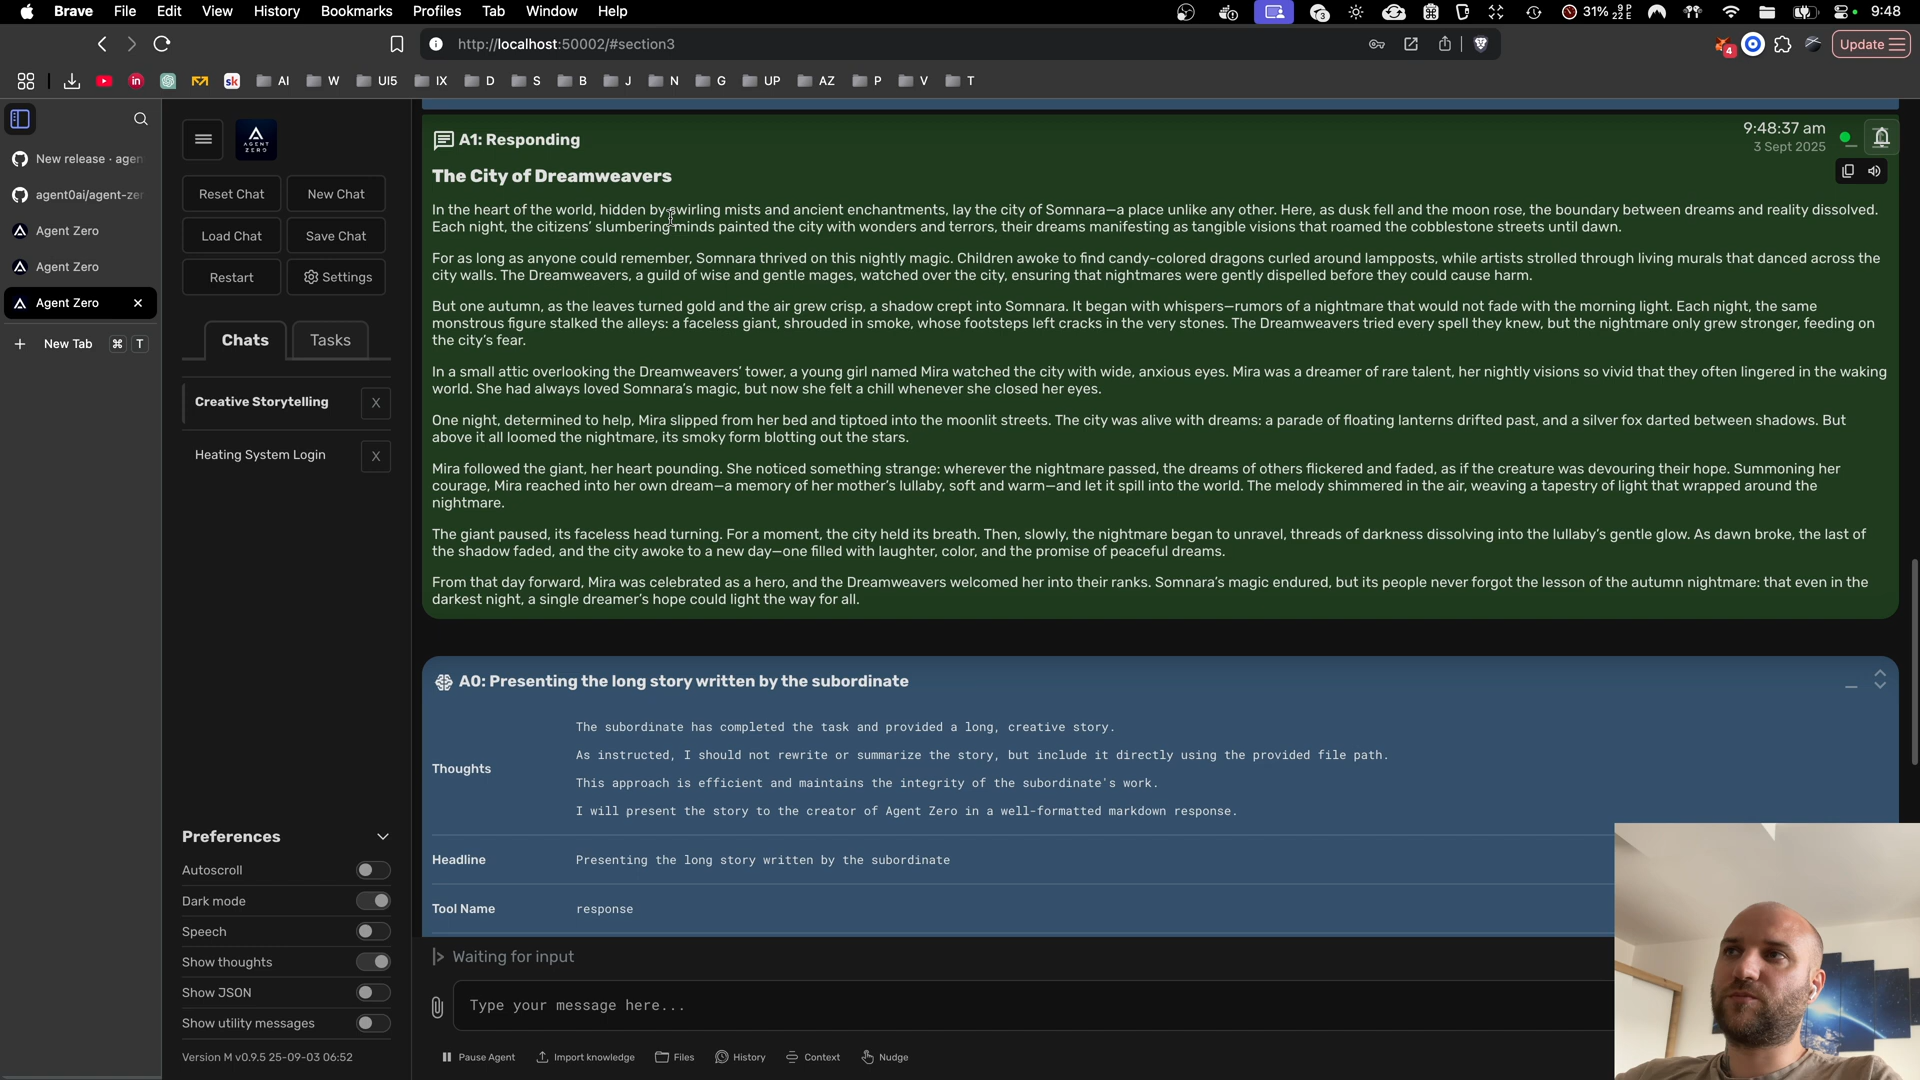 Brave File Edit View History Bookmarks Profiles Tab Window Help 31% 9:48
http://localhost:50002/#section3 Update
sk AI W UI5 IX D S B J N G UP AZ P V T
New release · agen
agent0ai/agent-zer
Agent Zero
Agent Zero
Agent Zero
New Tab ⌘ T
AGENT
ZERO
Reset Chat New Chat
Load Chat Save Chat
Restart Settings
Chats Tasks
Creative Storytelling X
Heating System Login X
Preferences
Autoscroll
Dark mode
Speech
Show thoughts
Show JSON
Show utility messages
Version M v0.9.5 25-09-03 06:52
A1: Responding
9:48:37 am
3 Sept 2025
The City of Dreamweavers
In the heart of the world, hidden by swirling mists and ancient enchantments, lay the city of Somnara—a place unlike any other. Here, as dusk fell and the moon rose, the boundary between dreams and reality dissolved.
Each night, the citizens’ slumbering minds painted the city with wonders and terrors, their dreams manifesting as tangible visions that roamed the cobblestone streets until dawn.
For as long as anyone could remember, Somnara thrived on this nightly magic. Children awoke to find candy-colored dragons curled around lampposts, while artists strolled through living murals that danced across the
city walls. The Dreamweavers, a guild of wise and gentle mages, watched over the city, ensuring that nightmares were gently dispelled before they could cause harm.
But one autumn, as the leaves turned gold and the air grew crisp, a shadow crept into Somnara. It began with whispers—rumors of a nightmare that would not fade with the morning light. Each night, the same
monstrous figure stalked the alleys: a faceless giant, shrouded in smoke, whose footsteps left cracks in the very stones. The Dreamweavers tried every spell they knew, but the nightmare only grew stronger, feeding on
the city’s fear.
In a small attic overlooking the Dreamweavers’ tower, a young girl named Mira watched the city with wide, anxious eyes. Mira was a dreamer of rare talent, her nightly visions so vivid that they often lingered in the waking
world. She had always loved Somnara’s magic, but now she felt a chill whenever she closed her eyes.
One night, determined to help, Mira slipped from her bed and tiptoed into the moonlit streets. The city was alive with dreams: a parade of floating lanterns drifted past, and a silver fox darted between shadows. But
above it all loomed the nightmare, its smoky form blotting out the stars.
Mira followed the giant, her heart pounding. She noticed something strange: wherever the nightmare passed, the dreams of others flickered and faded, as if the creature was devouring their hope. Summoning her
courage, Mira reached into her own dream—a memory of her mother’s lullaby, soft and warm—and let it spill into the world. The melody shimmered in the air, weaving a tapestry of light that wrapped around the
nightmare.
The giant paused, its faceless head turning. For a moment, the city held its breath. Then, slowly, the nightmare began to unravel, threads of darkness dissolving into the lullaby’s gentle glow. As dawn broke, the last of
the shadow faded, and the city awoke to a new day—one filled with laughter, color, and the promise of peaceful dreams.
From that day forward, Mira was celebrated as a hero, and the Dreamweavers welcomed her into their ranks. Somnara’s magic endured, but its people never forgot the lesson of the autumn nightmare: that even in the
darkest night, a single dreamer’s hope could light the way for all.
A0: Presenting the long story written by the subordinate
Thoughts
The subordinate has completed the task and provided a long, creative story.
As instructed, I should not rewrite or summarize the story, but include it directly using the provided file path.
This approach is efficient and maintains the integrity of the subordinate's work.
I will present the story to the creator of Agent Zero in a well-formatted markdown response.
Headline Presenting the long story written by the subordinate
Tool Name response
|> Waiting for input
Type your message here...
Pause Agent Import knowledge Files History Context Nudge